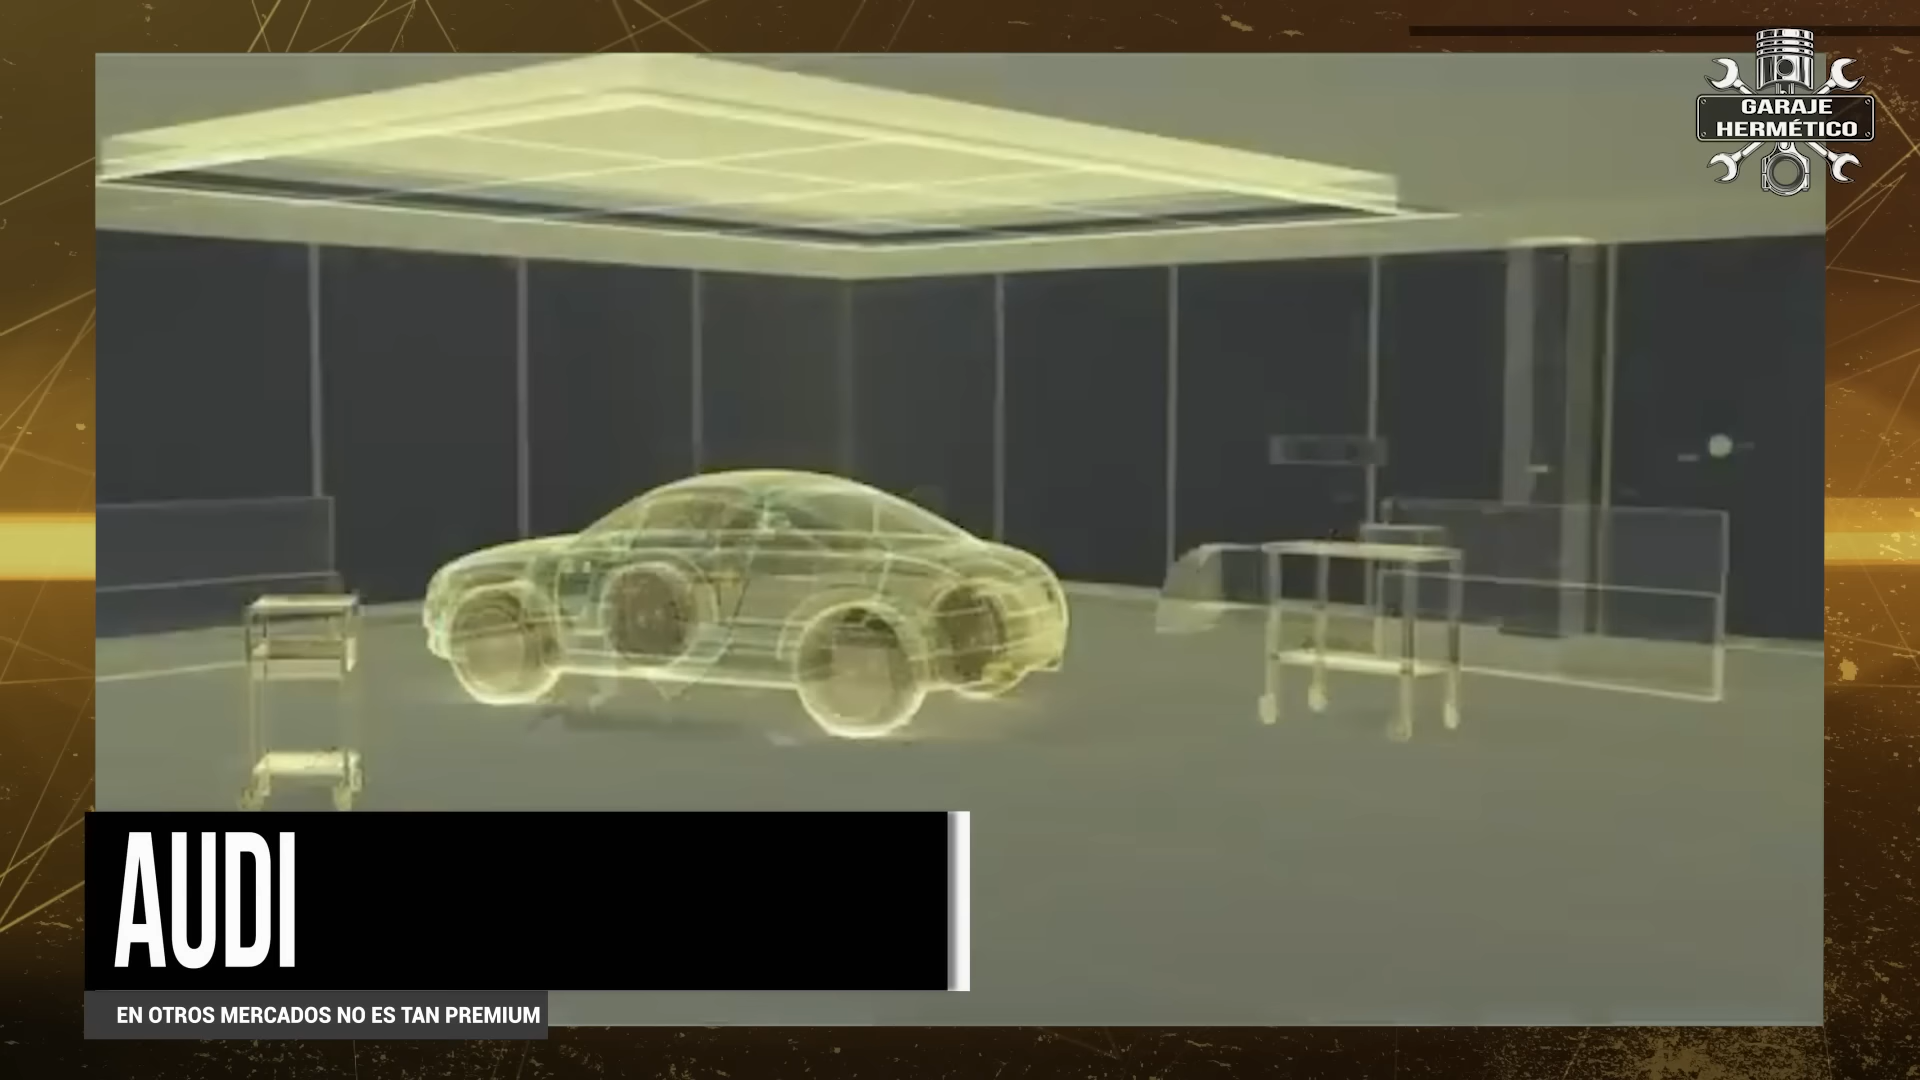 GARAJE
HERMÉTICO
AUDI
EN OTROS MERCADOS NO ES TAN PREMIUM